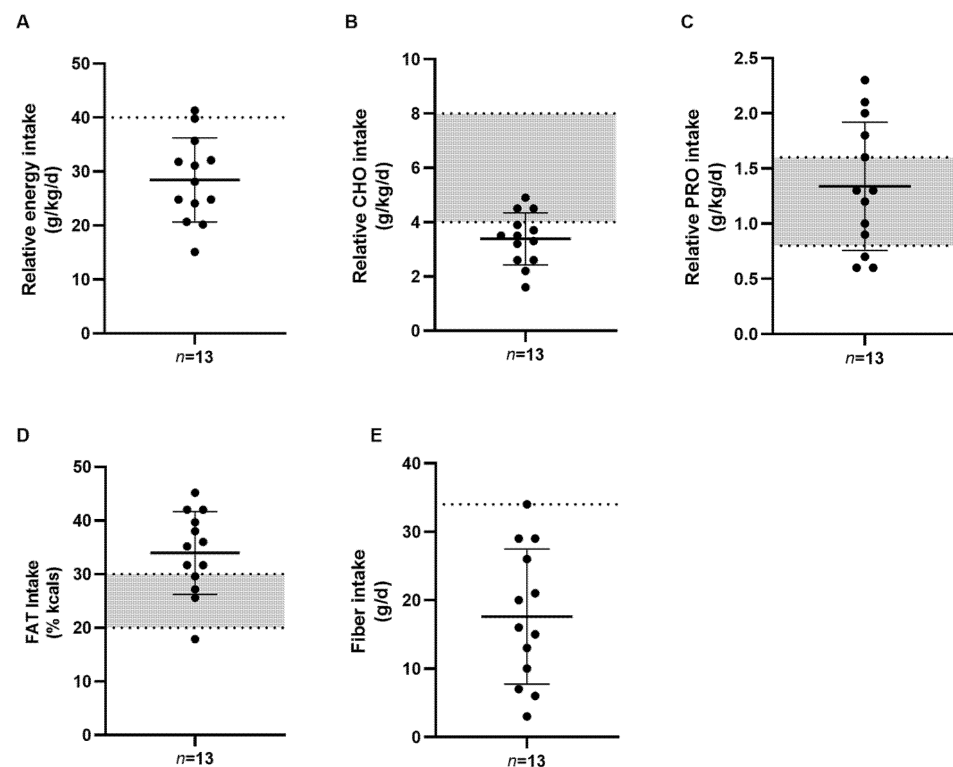 A
Relative energy intake
(g/kg/d)
50
40
30
20
10
0
n=13
B
Relative CHO intake
(g/kg/d)
10
8
6
4
2
0
n=13
C
Relative PRO intake
(g/kg/d)
2.5
2.0
1.5
1.0
0.5
0.0
n=13
D
FAT Intake
(% kcals)
50
40
30
20
10
0
n=13
E
Fiber intake
(g/d)
40
30
20
10
0
n=13